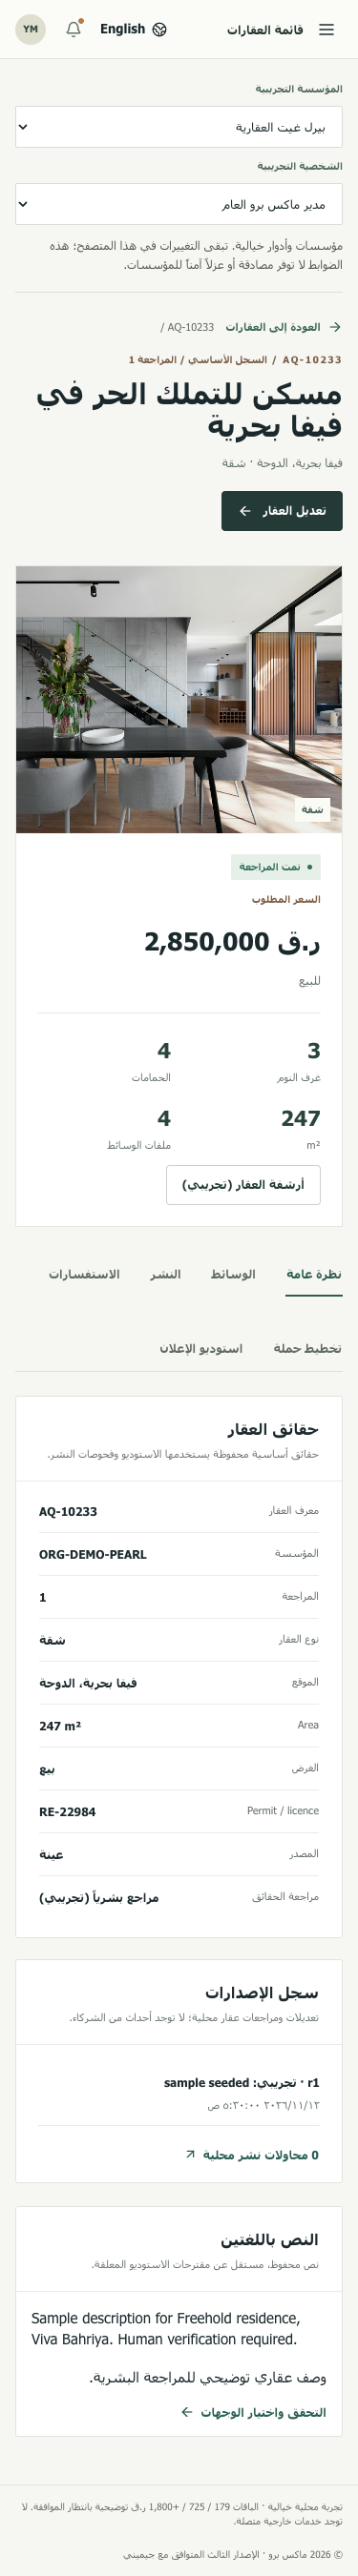 قائمة العقارات
English
YM
المؤسسة التجريبية
بيرل غيت العقارية
الشخصية التجريبية
مدير ماكس برو العام
مؤسسات وأدوار خيالية. تبقى التغييرات في هذا المتصفح؛ هذه
الضوابط لا توفر مصادقة أو عزلاً آمناً للمؤسسات.
العودة إلى العقارات
AQ-10233 /
AQ-10233 / السجل الأساسي / المراجعة 1
مسكن للتملك الحر في
فيفا بحرية
فيفا بحرية، الدوحة · شقة
تعديل العقار
شقة
تمت المراجعة
السعر المطلوب
ر.ق 2,850,000
للبيع
3
غرف النوم
4
الحمامات
247
m²
4
ملفات الوسائط
أرشفة العقار (تجريبي)
نظرة عامة
الوسائط
النشر
الاستفسارات
تخطيط حملة
استوديو الإعلان
حقائق العقار
حقائق أساسية محفوظة يستخدمها الاستوديو وفحوصات النشر.
معرف العقار
AQ-10233
المؤسسة
ORG-DEMO-PEARL
المراجعة
1
نوع العقار
شقة
الموقع
فيفا بحرية، الدوحة
Area
247 m²
الغرض
بيع
Permit / licence
RE-22984
المصدر
عينة
مراجعة الحقائق
مراجع بشرياً (تجريبي)
سجل الإصدارات
تعديلات ومراجعات عقار محلية؛ لا توجد أحداث من الشركاء.
r1 · تجريبي: sample seeded
٢٠٢٦/١١/١٢ ٥:٣٠:٠٠ ص
0 محاولات نشر محلية
النص باللغتين
نص محفوظ، مستقل عن مقترحات الاستوديو المعلقة.
Sample description for Freehold residence,
Viva Bahriya. Human verification required.
وصف عقاري توضيحي للمراجعة البشرية.
التحقق واختيار الوجهات
تجربة محلية خيالية · الباقات 179 / 725 / +1,800 ر.ق توضيحية بانتظار الموافقة. لا
توجد خدمات خارجية متصلة.
© 2026 ماكس برو · الإصدار الثالث المتوافق مع جيميني